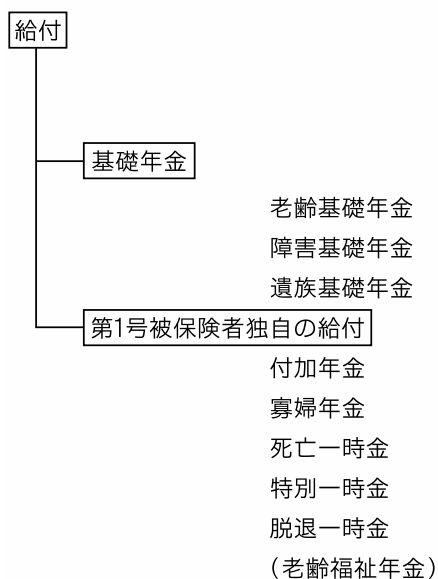 給付
基礎年金
老齢基礎年金
障害基礎年金
遺族基礎年金
第1号被保険者独自の給付
付加年金
寡婦年金
死亡一時金
特別一時金
脱退一時金
(老齢福祉年金)